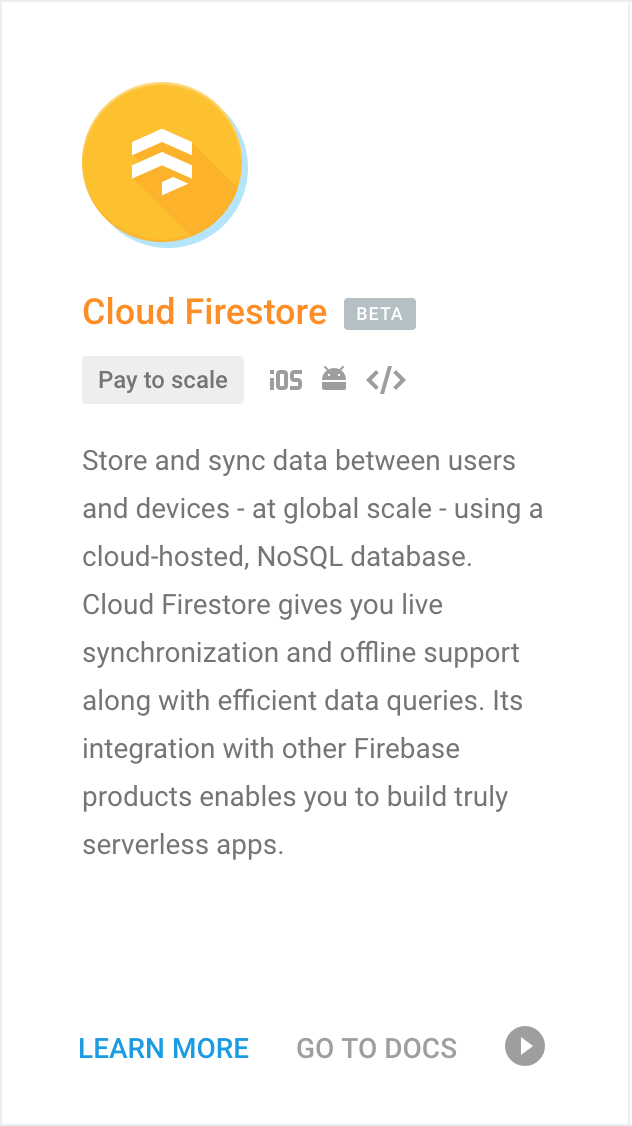 Cloud Firestore BETA
Pay to scale iOS </>
Store and sync data between users
and devices - at global scale - using a
cloud-hosted, NoSQL database.
Cloud Firestore gives you live
synchronization and offline support
along with efficient data queries. Its
integration with other Firebase
products enables you to build truly
serverless apps.
LEARN MORE GO TO DOCS